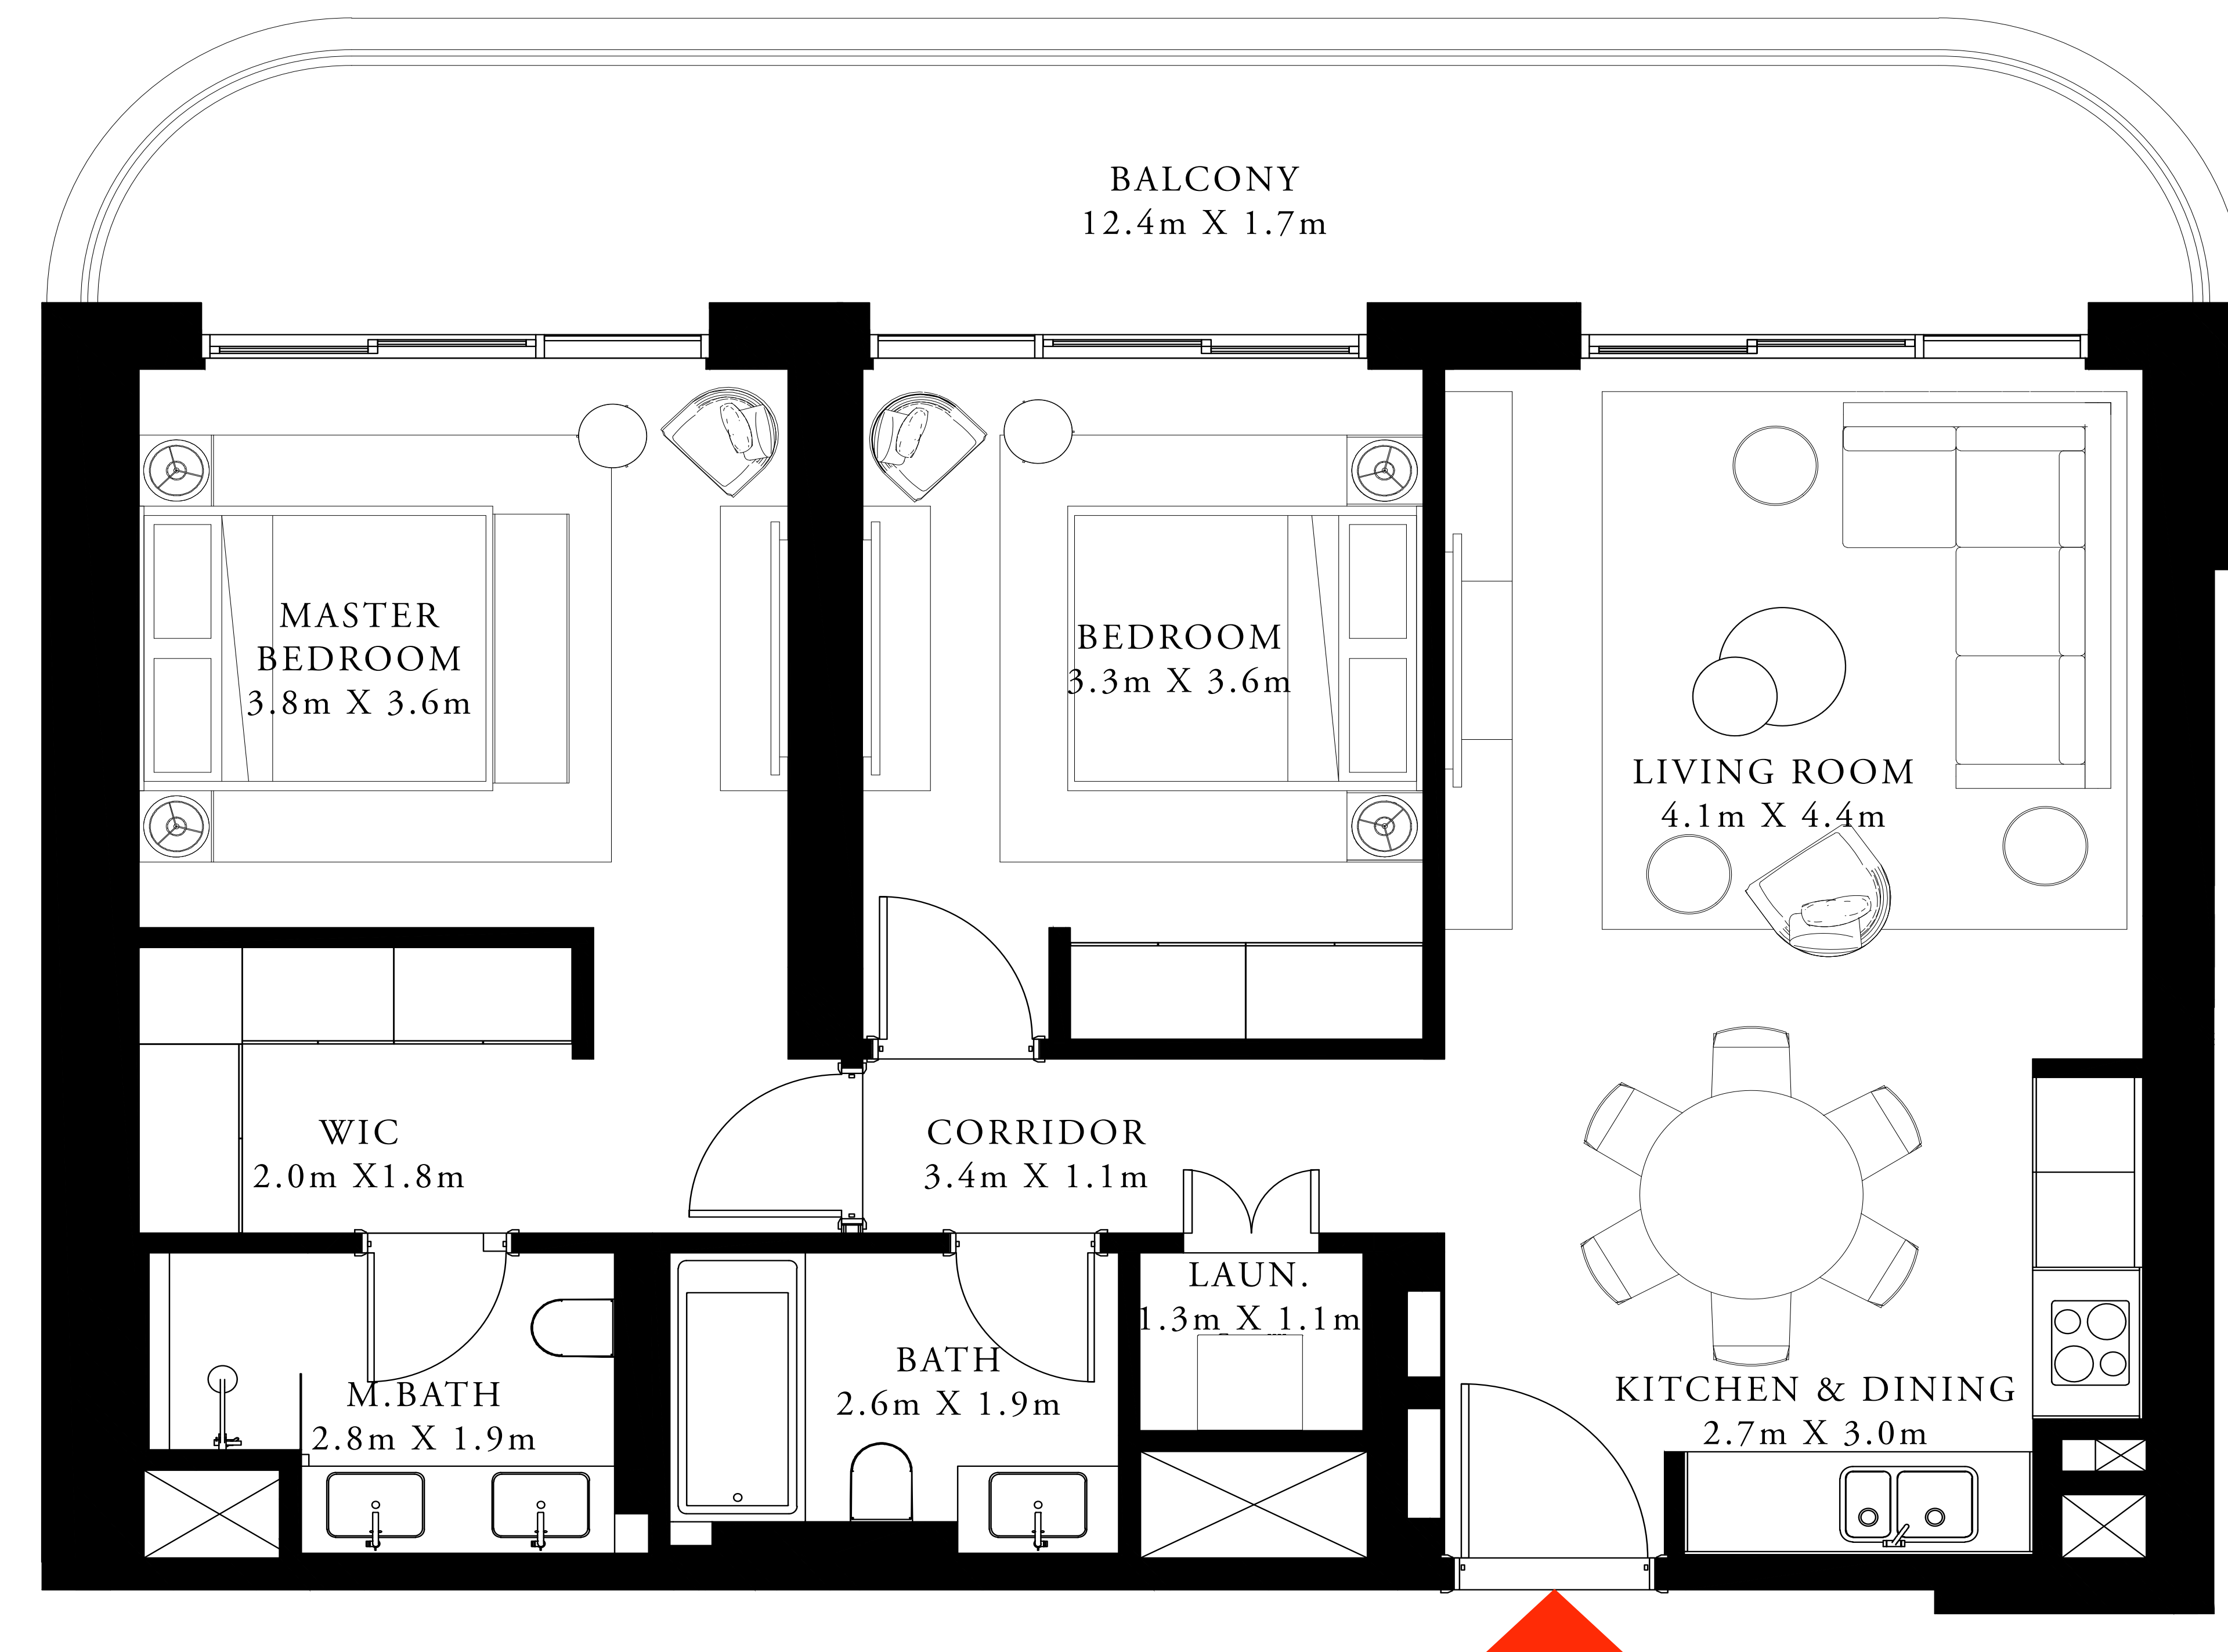 BALCONY
12.4m X 1.7m
MASTER
BEDROOM
3.8m X 3.6m
BEDROOM
3.3m X 3.6m
LIVING ROOM
4.1m X 4.4m
WIC
2.0m X1.8m
CORRIDOR
3.4m X 1.1m
LAUN.
1.3m X 1.1m
M.BATH
2.8m X 1.9m
BATH
2.6m X 1.9m
KITCHEN & DINING
2.7m X 3.0m